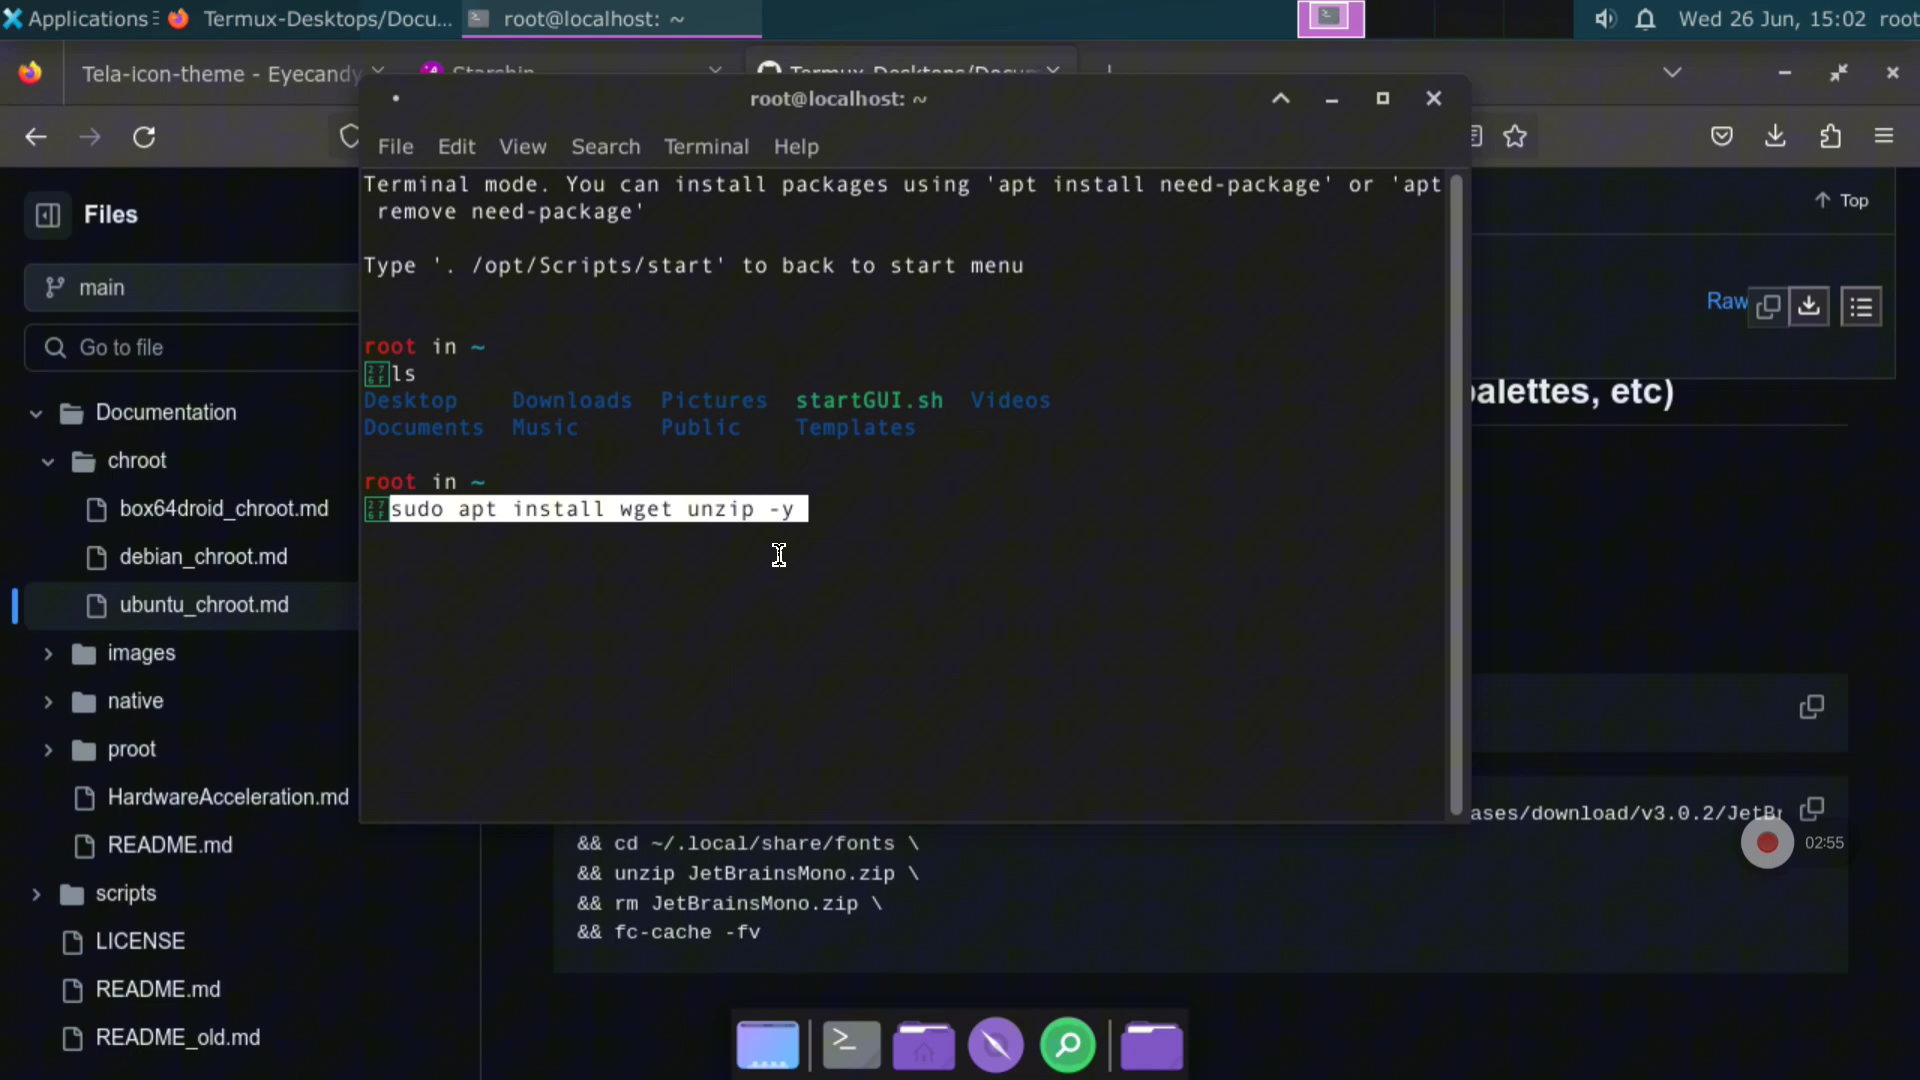 Applications
Termux-Desktops/Docu...
root@localhost: ~
Wed 26 Jun, 15:02 root
Tela-icon-theme - Eyecandy
Starship
Termux-Desktops/Docum
root@localhost: ~
File Edit View Search Terminal Help
Terminal mode. You can install packages using 'apt install need-package' or 'apt
remove need-package'
Type '. /opt/Scripts/start' to back to start menu
root in ~
ls
Desktop Downloads Pictures startGUI.sh Videos
Documents Music Public Templates
root in ~
sudo apt install wget unzip -y
Files
main
Go to file
Documentation
chroot
box64droid_chroot.md
debian_chroot.md
ubuntu_chroot.md
images
native
proot
HardwareAcceleration.md
README.md
scripts
LICENSE
README.md
README_old.md
Top
Raw
palettes, etc)
ases/download/v3.0.2/JetBr
&& cd ~/.local/share/fonts \
&& unzip JetBrainsMono.zip \
&& rm JetBrainsMono.zip \
&& fc-cache -fv
02:55